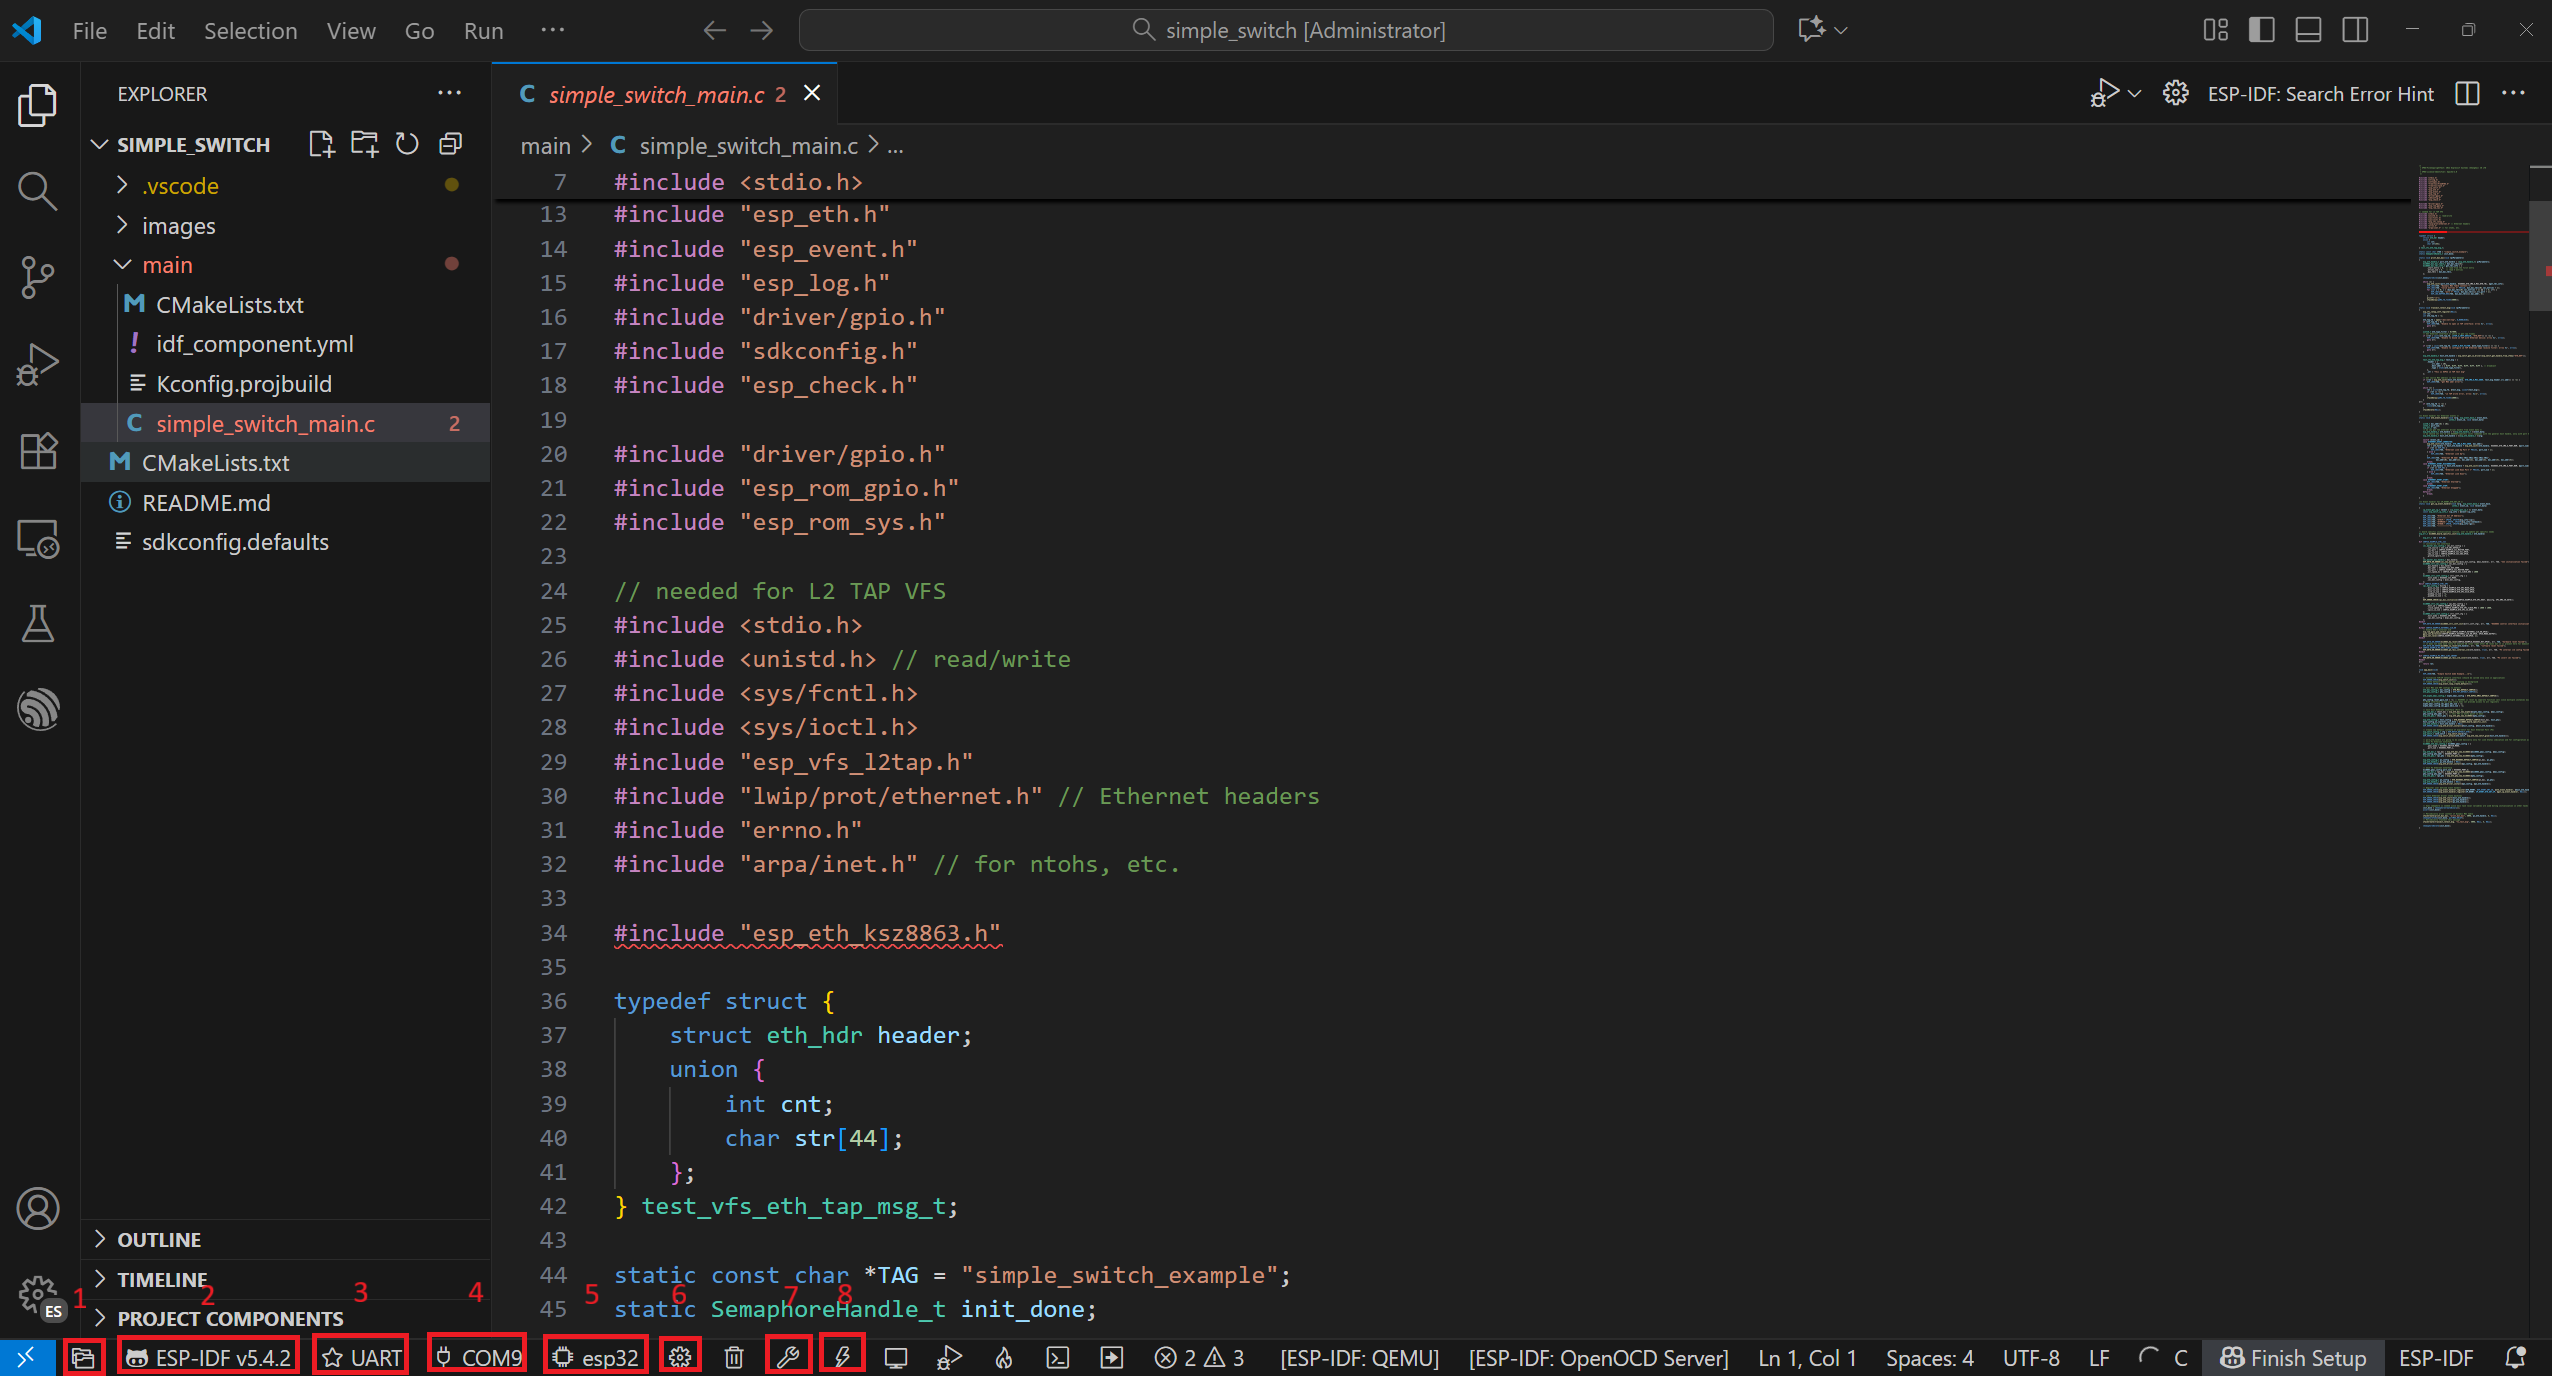 File Edit Selection View Go Run ···
simple_switch [Administrator]
EXPLORER
SIMPLE_SWITCH
.vscode
images
main
CMakeLists.txt
idf_component.yml
Kconfig.projbuild
simple_switch_main.c 2
CMakeLists.txt
README.md
sdkconfig.defaults
OUTLINE
TIMELINE
PROJECT COMPONENTS
ES
C simple_switch_main.c 2
ESP-IDF: Search Error Hint
main > C simple_switch_main.c > ...
7 #include <stdio.h>
13 #include "esp_eth.h"
14 #include "esp_event.h"
15 #include "esp_log.h"
16 #include "driver/gpio.h"
17 #include "sdkconfig.h"
18 #include "esp_check.h"
19
20 #include "driver/gpio.h"
21 #include "esp_rom_gpio.h"
22 #include "esp_rom_sys.h"
23
24 // needed for L2 TAP VFS
25 #include <stdio.h>
26 #include <unistd.h> // read/write
27 #include <sys/fcntl.h>
28 #include <sys/ioctl.h>
29 #include "esp_vfs_l2tap.h"
30 #include "lwip/prot/ethernet.h" // Ethernet headers
31 #include "errno.h"
32 #include "arpa/inet.h" // for ntohs, etc.
33
34 #include "esp_eth_ksz8863.h"
35
36 typedef struct {
37 struct eth_hdr header;
38 union {
39 int cnt;
40 char str[44];
41 };
42 } test_vfs_eth_tap_msg_t;
43
44 static const char *TAG = "simple_switch_example";
45 static SemaphoreHandle_t init_done;
1 2 3 4 5 6 7 8
ESP-IDF v5.4.2 UART COM9 esp32 2 3 [ESP-IDF: QEMU] [ESP-IDF: OpenOCD Server] Ln 1, Col 1 Spaces: 4 UTF-8 LF C Finish Setup ESP-IDF